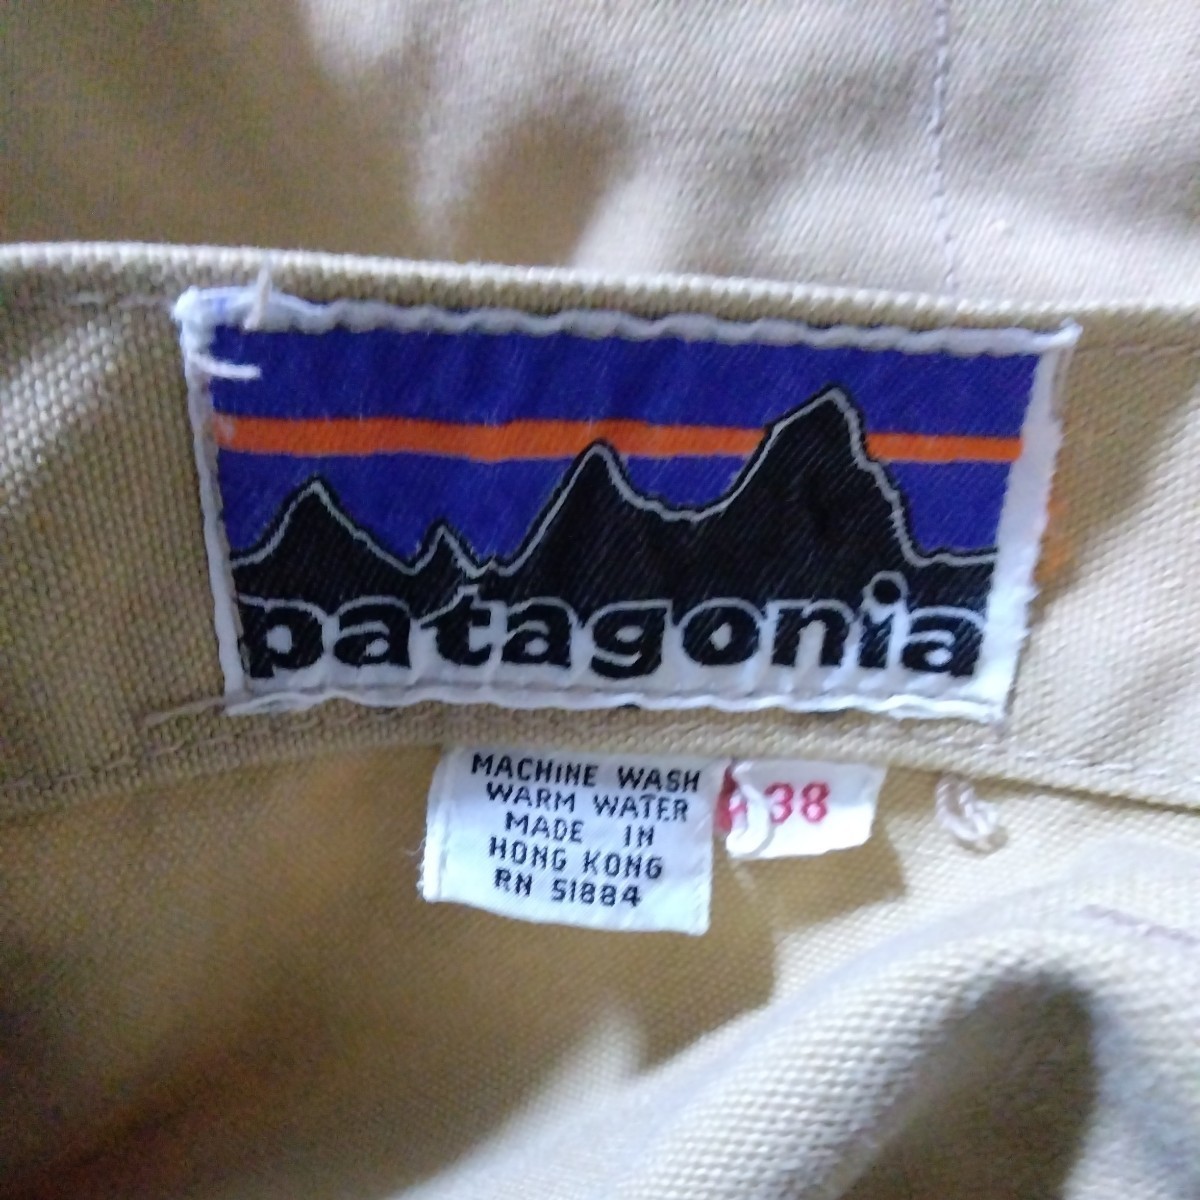 patagonia
MACHINE WASH
WARM WATER
MADE IN
HONG KONG
RN 51884
38